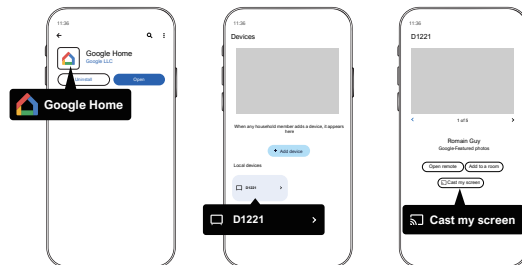 11:36
Google Home
Google LLC
Uninstall
Open
Google Home
11:36
Devices
When any household member adds a device, it appears
here
+ Add device
Local devices
D1221
D1221
11:36
D1221
1 of 5
Romain Guy
Google Featured photos
Open remote
Add to a room
Cast my screen
Cast my screen